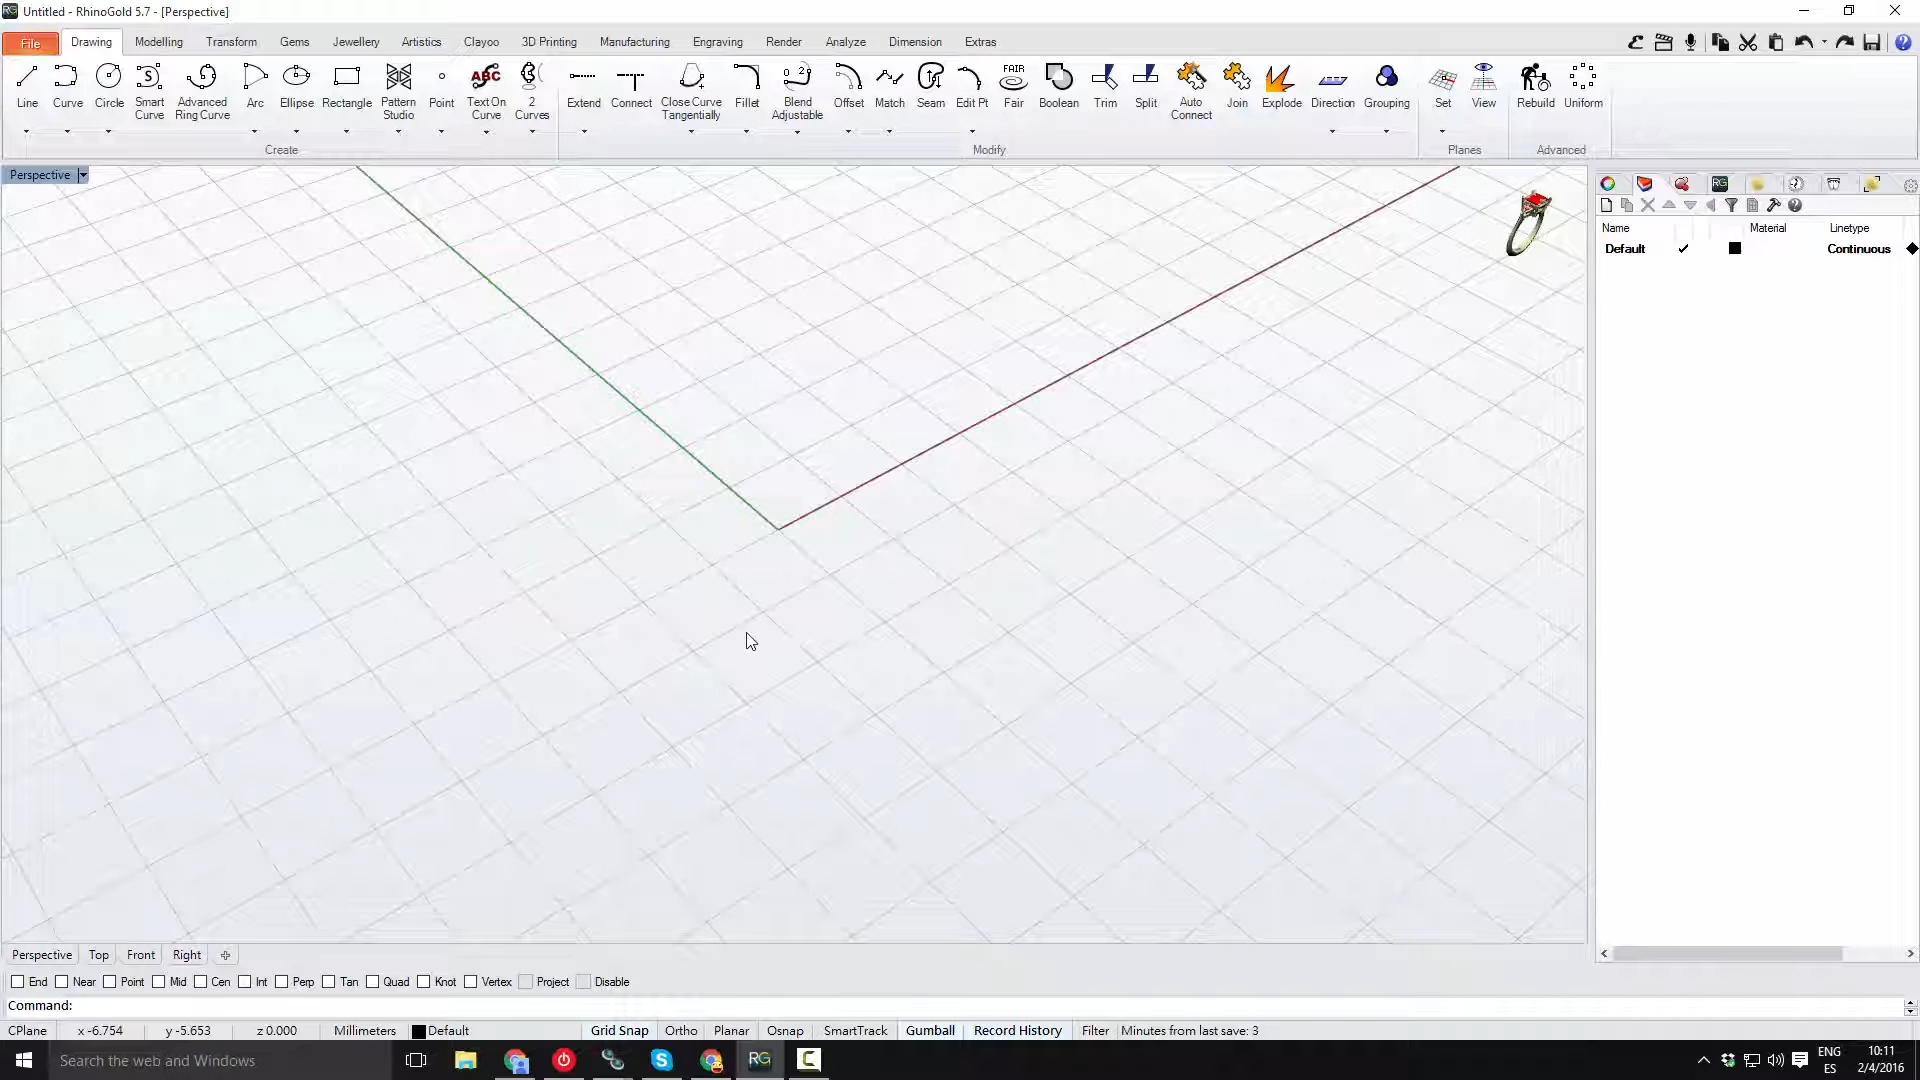 Untitled - RhinoGold 5.7 - [Perspective]
File Drawing Modelling Transform Gems Jewellery Artistics Clayoo 3D Printing Manufacturing Engraving Render Analyze Dimension Extras
Line Curve Circle Smart Curve Advanced Ring Curve Arc Ellipse Rectangle Pattern Studio Point Text On Curve 2 Curves Extend Connect Close Curve Tangentially Fillet Blend Adjustable Offset Match Seam Edit Pt Fair Boolean Trim Split Auto Connect Join Explode Direction Grouping Set View Rebuild Uniform
Create Modify Planes Advanced
Perspective
Name Material Linetype
Default Continuous
Perspective Top Front Right
End Near Point Mid Cen Int Perp Tan Quad Knot Vertex Project Disable
Command:
CPlane x -6.754 y -5.653 z 0.000 Millimeters Default Grid Snap Ortho Planar Osnap SmartTrack Gumball Record History Filter Minutes from last save: 3
Search the web and Windows
ENG 10:11
ES 2/4/2016